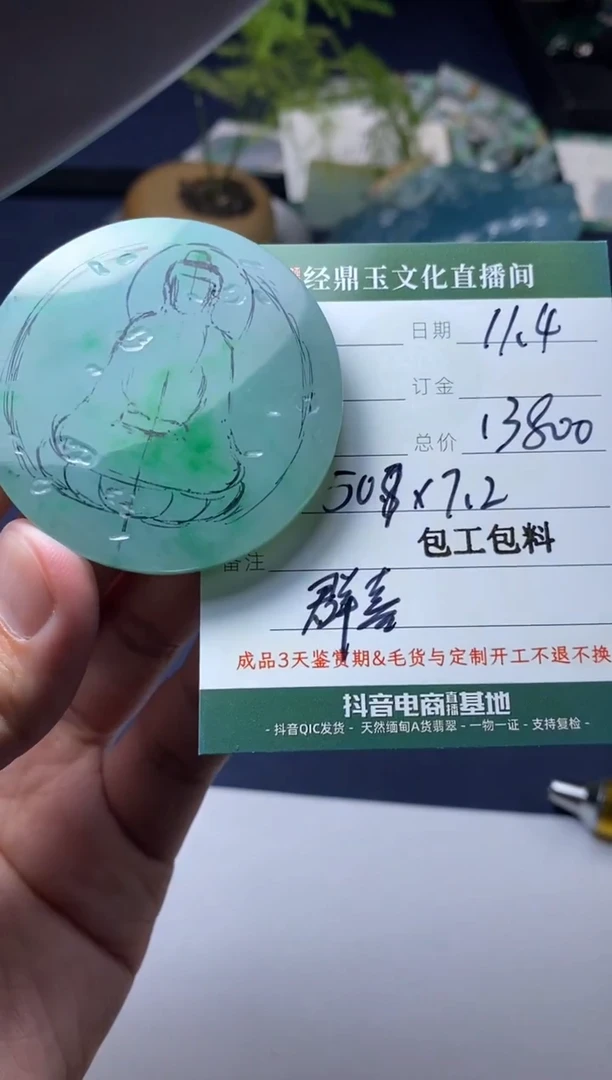 经鼎玉文化直播间
日期 11.4
订金
总价 13800
50 x 7.2
包工包料
备注
群喜
成品3天鉴赏期&毛货与定制开工不退不换
抖音电商直播基地
- 抖音QIC发货 - 天然缅甸A货翡翠 - 一物一证 - 支持复检 -